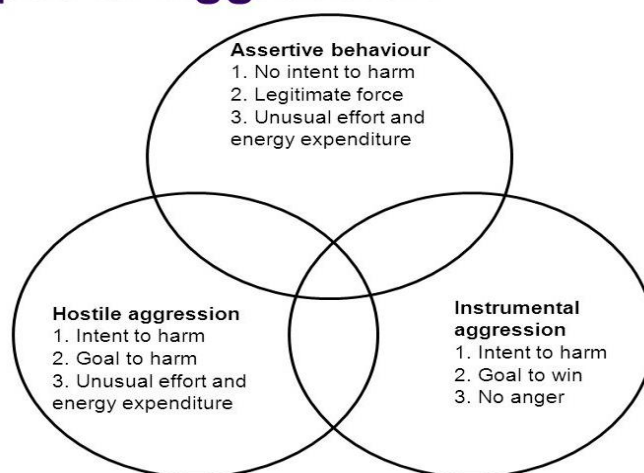 Assertive behaviour
1. No intent to harm
2. Legitimate force
3. Unusual effort and
energy expenditure
Hostile aggression
1. Intent to harm
2. Goal to harm
3. Unusual effort and
energy expenditure
Instrumental
aggression
1. Intent to harm
2. Goal to win
3. No anger